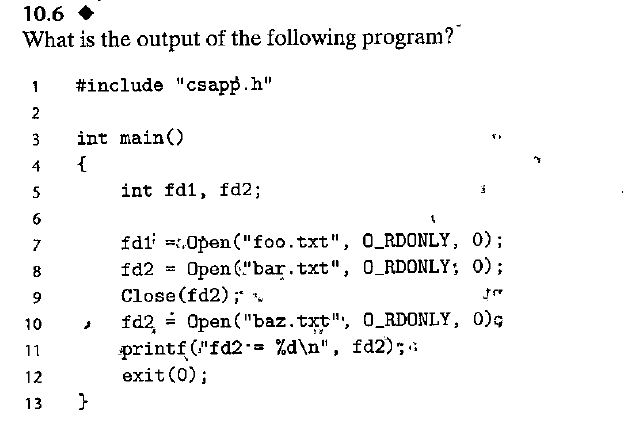 10.6 ◆
What is the output of the following program?
1 #include "csapp.h"
2
3 int main()
4 {
5 int fd1, fd2;
6
7 fd1 = Open("foo.txt", O_RDONLY, 0);
8 fd2 = Open("bar.txt", O_RDONLY, 0);
9 Close(fd2);
10 fd2 = Open("baz.txt", O_RDONLY, 0);
11 printf("fd2 = %d\n", fd2);
12 exit(0);
13 }